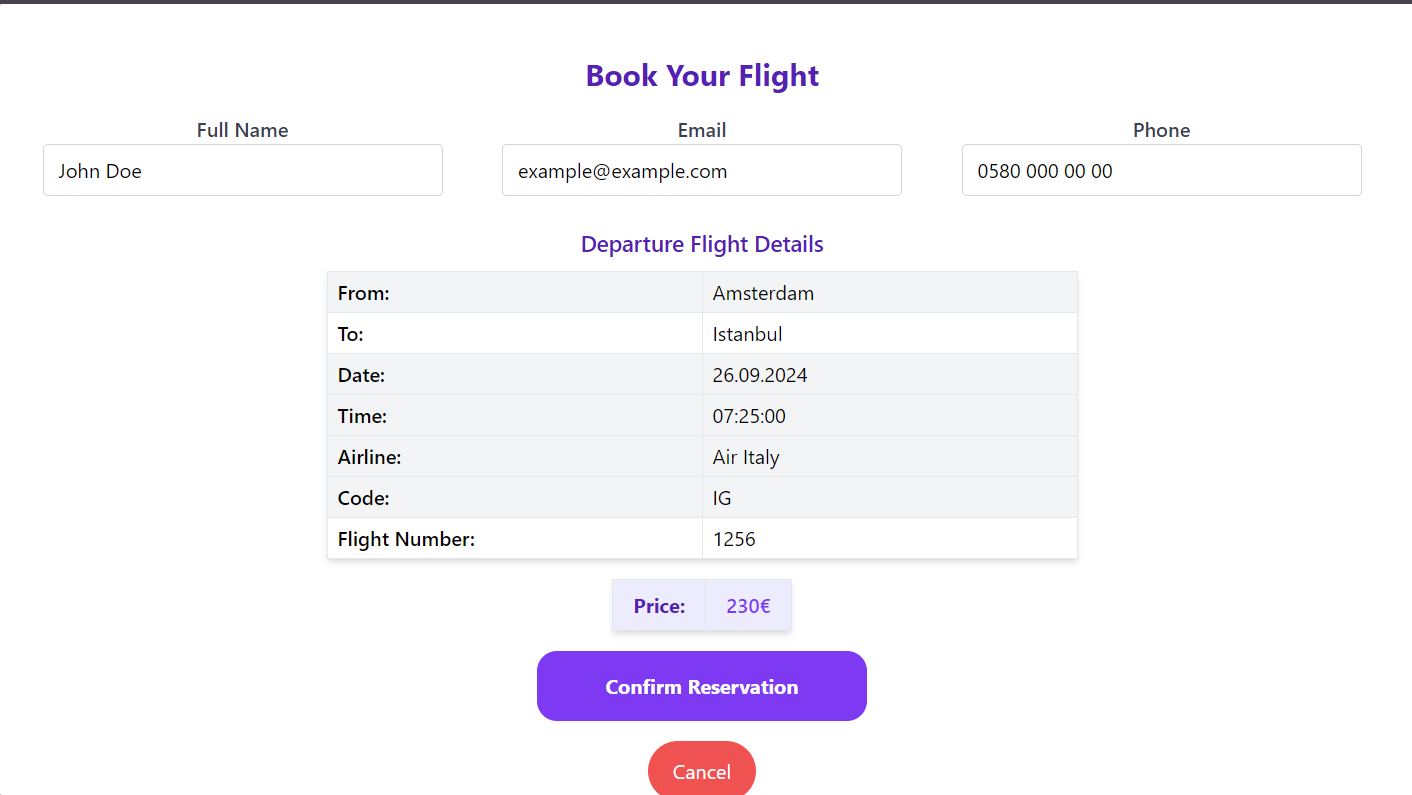 Book Your Flight
Full Name Email Phone
John Doe example@example.com 0580 000 00 00
Departure Flight Details
From: Amsterdam
To: Istanbul
Date: 26.09.2024
Time: 07:25:00
Airline: Air Italy
Code: IG
Flight Number: 1256
Price: 230€
Confirm Reservation
Cancel